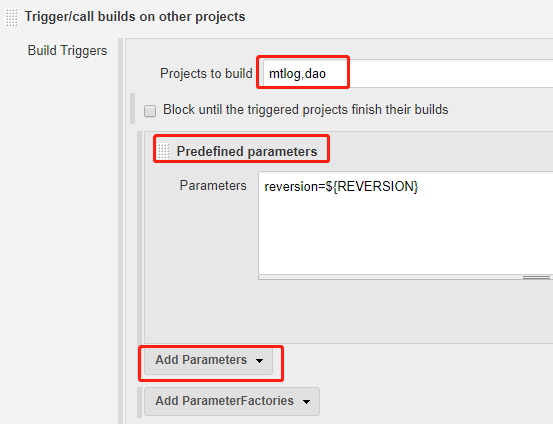 Trigger/call builds on other projects
Build Triggers
Projects to build
mtlog,dao
Block until the triggered projects finish their builds
Predefined parameters
Parameters
reversion=${REVERSION}
Add Parameters
Add ParameterFactories